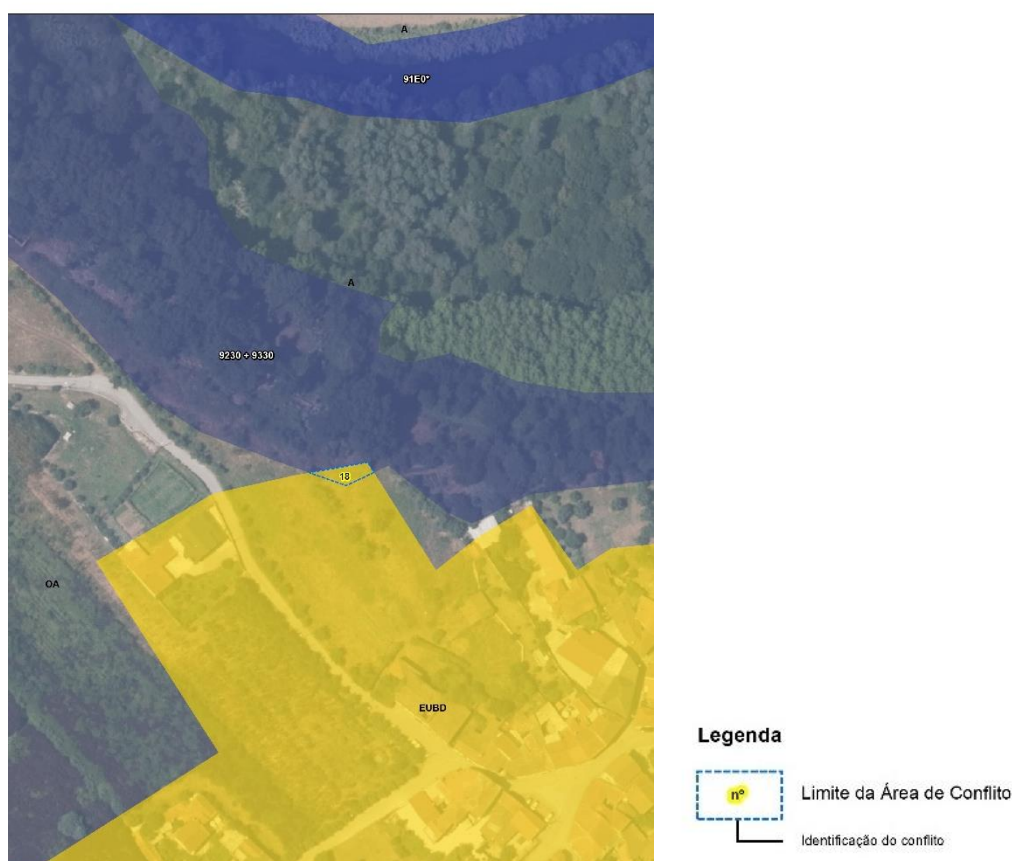 A
91E0*
A
9230 + 9330
18
OA
EUBD
Legenda
nº
Limite da Área de Conflito
Identificação do conflito